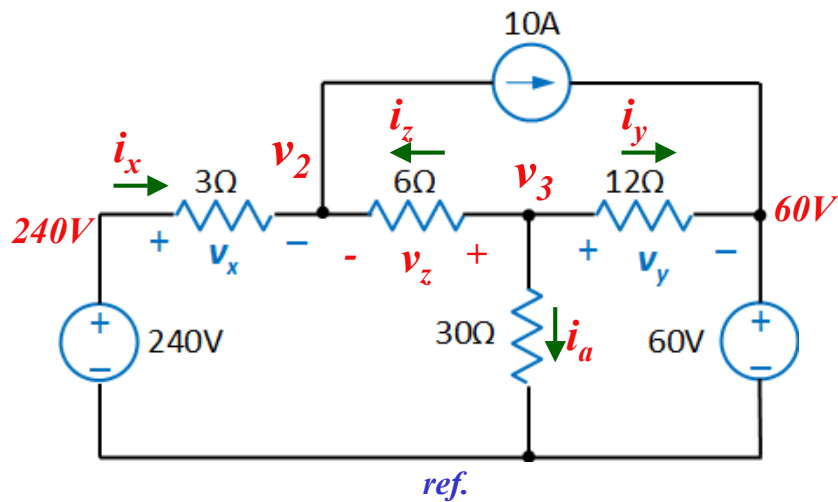 10A
i_x
v_2
i_z
v_3
i_y
3Ω
6Ω
12Ω
240V
60V
+ v_x −
- v_z +
+ v_y −
+
−
240V
30Ω
i_a
60V
+
−
ref.